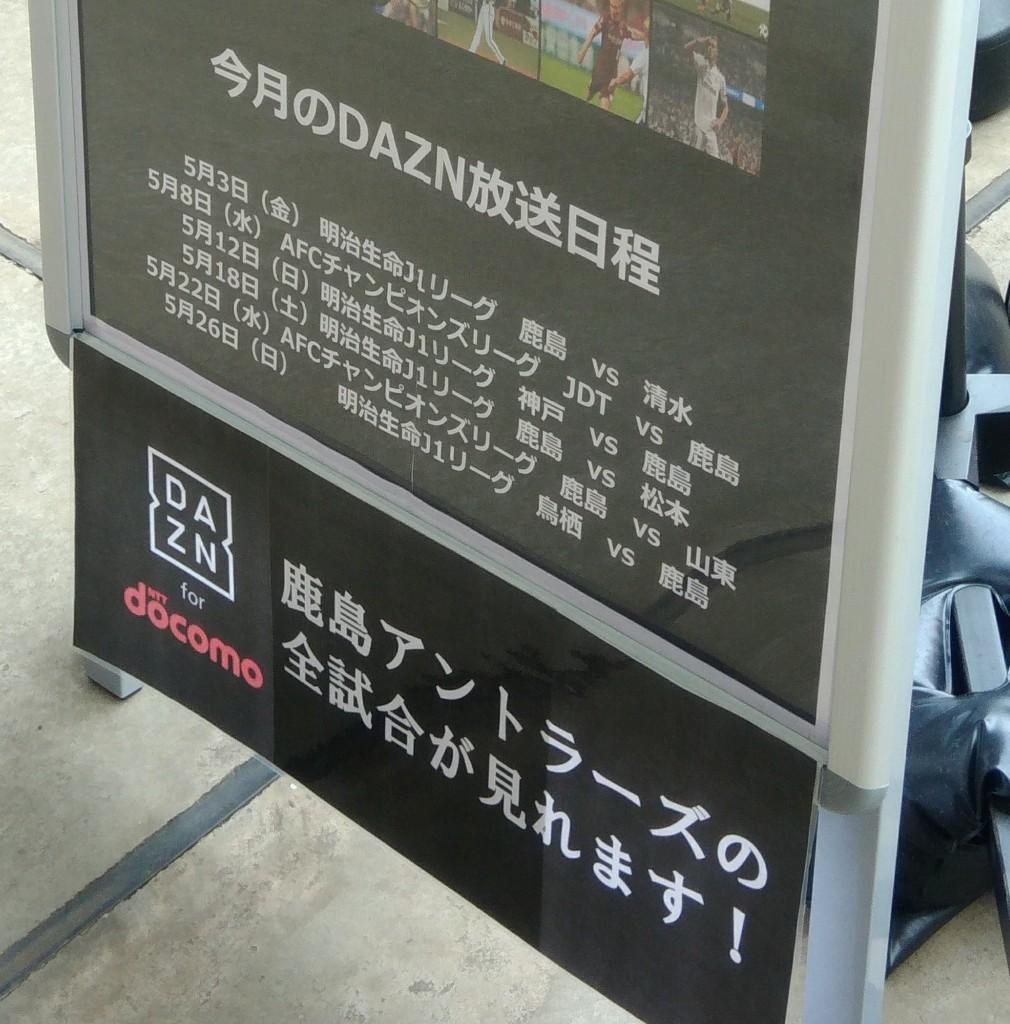 今月のDAZN放送日程
5月3日（金） 明治生命J1リーグ 鹿島 vs 清水
5月8日（水） AFCチャンピオンズリーグ JDT vs 鹿島
5月12日（日） 明治生命J1リーグ 神戸 vs 鹿島
5月18日（土） 明治生命J1リーグ 鹿島 vs 松本
5月22日（水） AFCチャンピオンズリーグ 鹿島 vs 山東
5月26日（日） 明治生命J1リーグ 鳥栖 vs 鹿島
DAZN
for
NTT
docomo
鹿島アントラーズの
全試合が見れます！